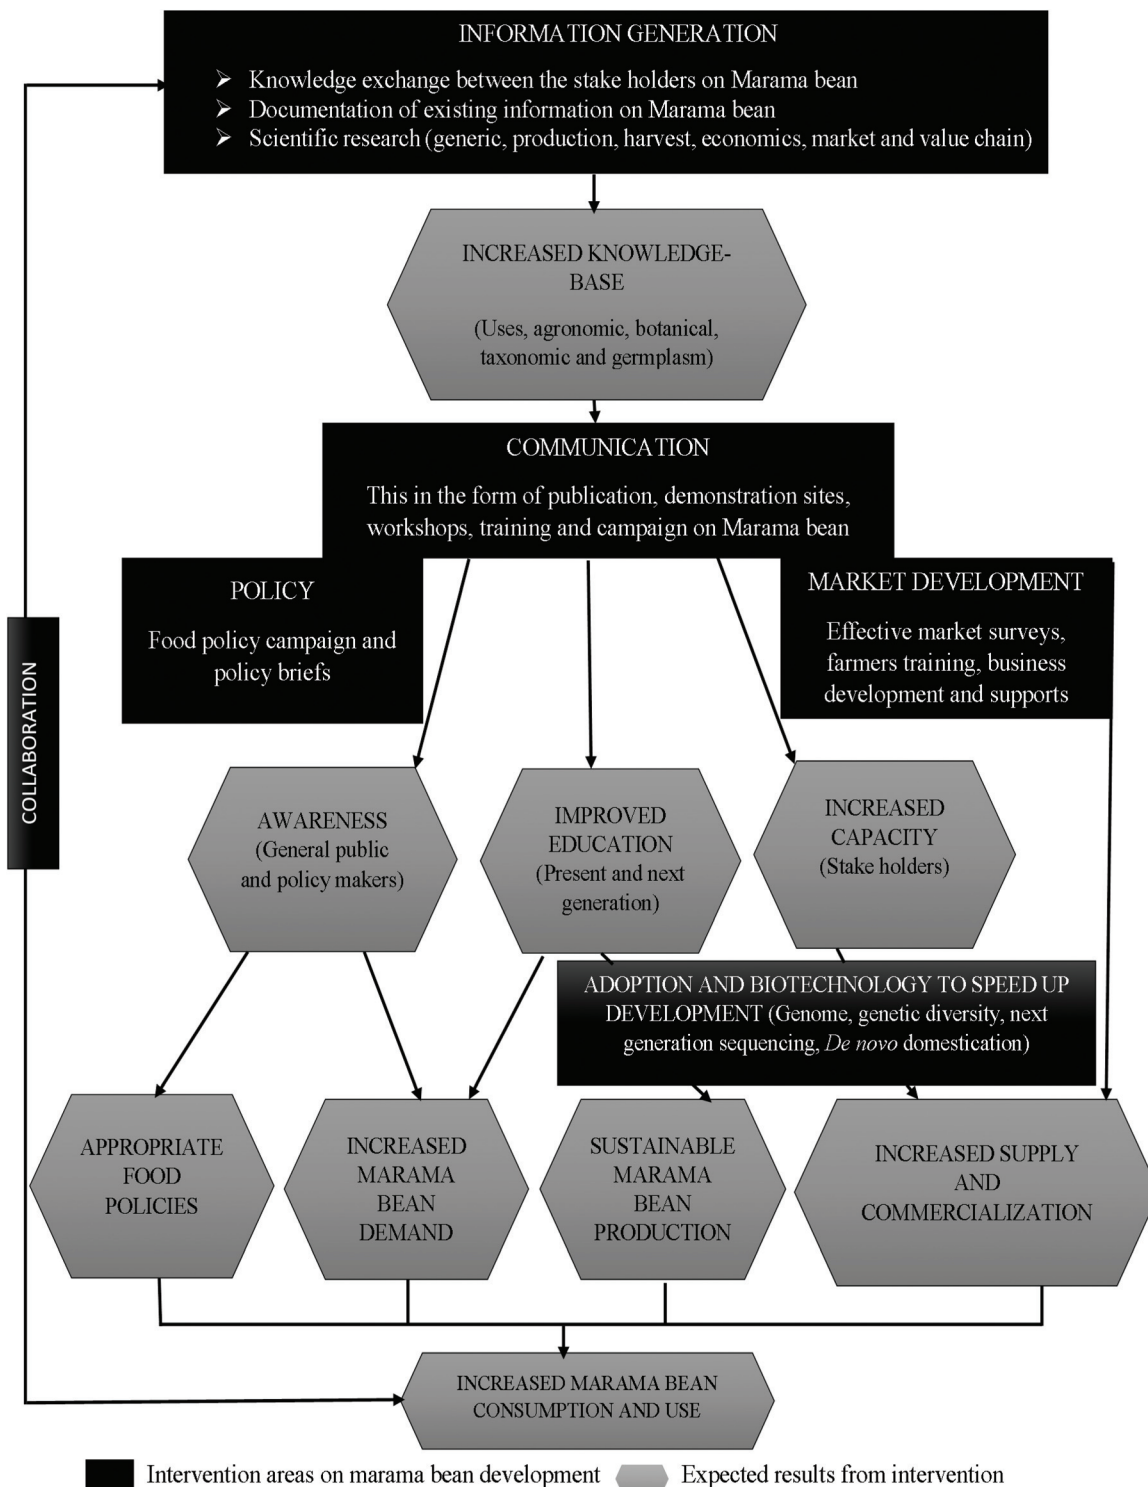 INFORMATION GENERATION
➢ Knowledge exchange between the stake holders on Marama bean
➢ Documentation of existing information on Marama bean
➢ Scientific research (generic, production, harvest, economics, market and value chain)
INCREASED KNOWLEDGE-
BASE
(Uses, agronomic, botanical,
taxonomic and germplasm)
COMMUNICATION
This in the form of publication, demonstration sites,
workshops, training and campaign on Marama bean
POLICY
Food policy campaign and
policy briefs
MARKET DEVELOPMENT
Effective market surveys,
farmers training, business
development and supports
COLLABORATION
AWARENESS
(General public
and policy makers)
IMPROVED
EDUCATION
(Present and next
generation)
INCREASED
CAPACITY
(Stake holders)
ADOPTION AND BIOTECHNOLOGY TO SPEED UP
DEVELOPMENT (Genome, genetic diversity, next
generation sequencing, De novo domestication)
APPROPRIATE
FOOD
POLICIES
INCREASED
MARAMA
BEAN
DEMAND
SUSTAINABLE
MARAMA
BEAN
PRODUCTION
INCREASED SUPPLY
AND
COMMERCIALIZATION
INCREASED MARAMA BEAN
CONSUMPTION AND USE
Intervention areas on marama bean development
Expected results from intervention